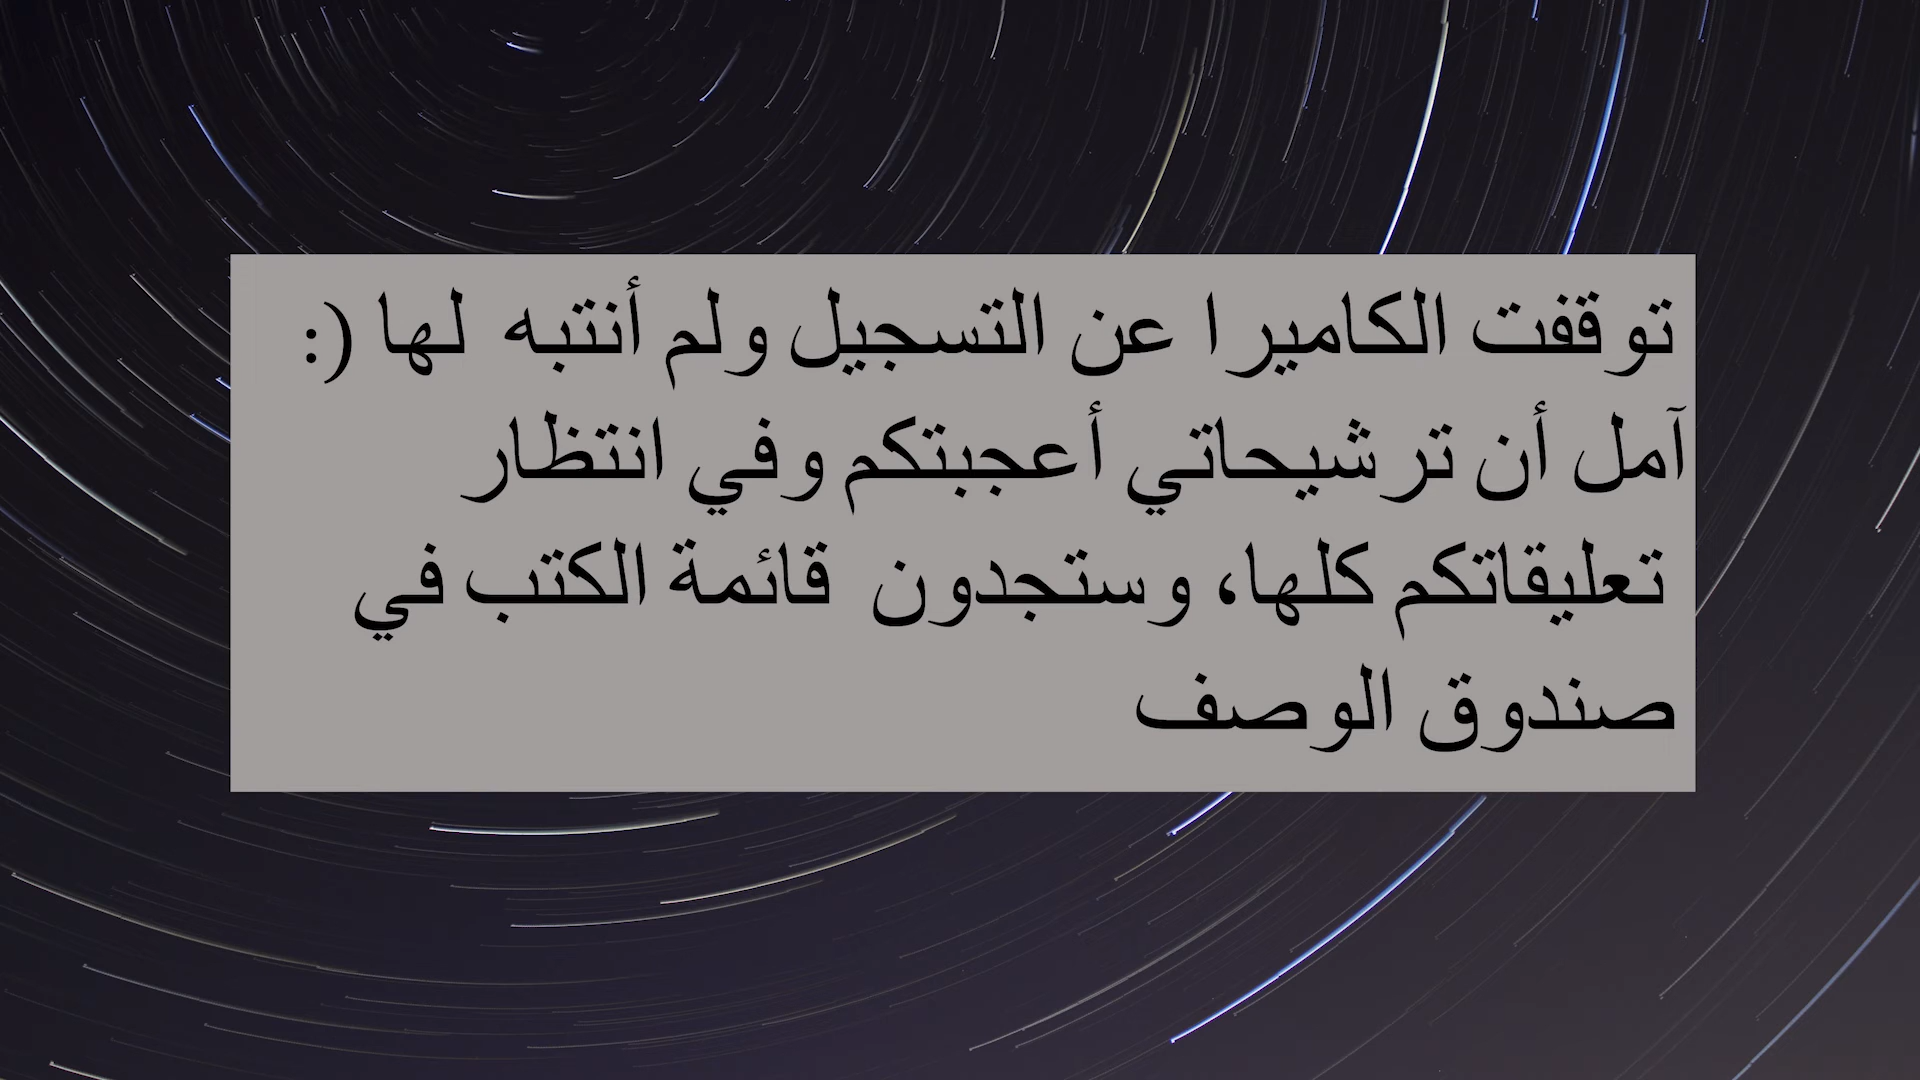 توقفت الكاميرا عن التسجيل ولم أنتبه لها (:
آمل أن ترشيحاتي أعجبتكم وفي انتظار
تعليقاتكم كلها، وستجدون قائمة الكتب في
صندوق الوصف